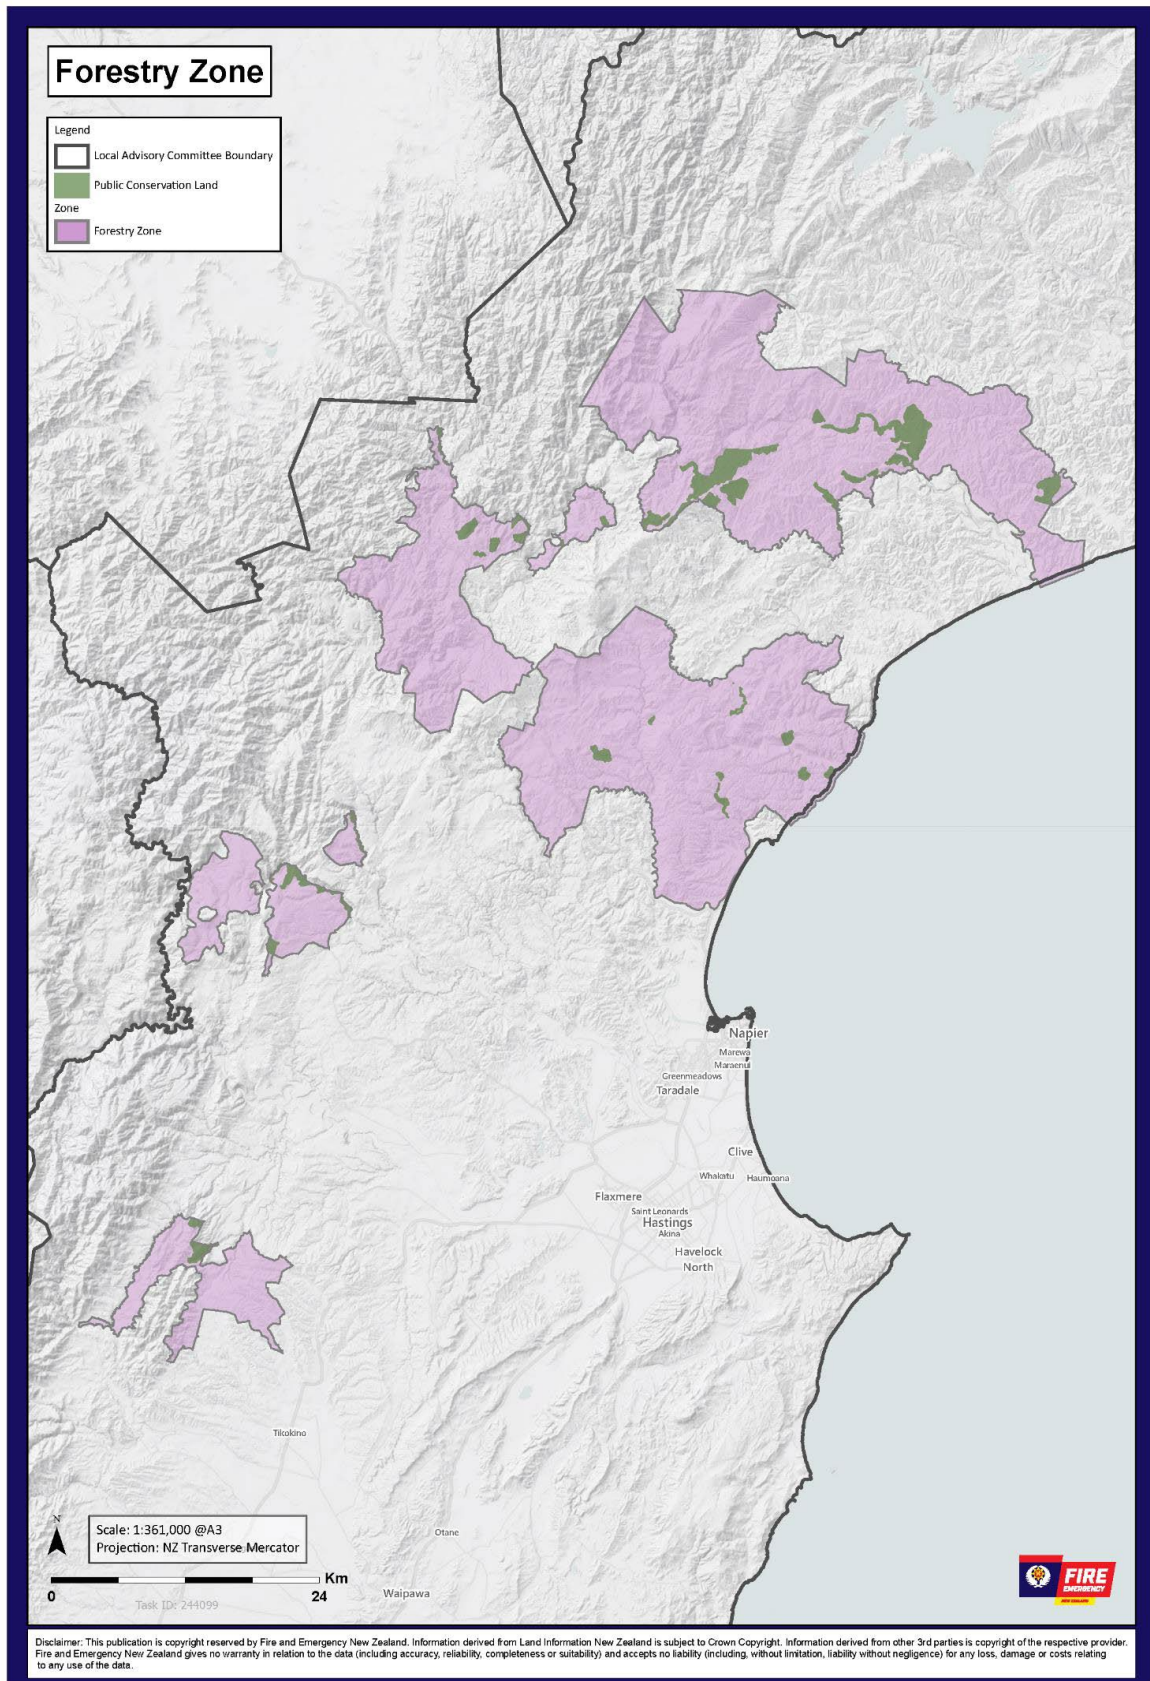 Forestry Zone
Legend
Local Advisory Committee Boundary
Public Conservation Land
Zone
Forestry Zone
Napier
Marewa
Maraenui
Greenmeadows
Taradale
Clive
Whakatu
Haumoana
Flaxmere
Saint Leonards
Hastings
Akina
Havelock
North
Tikokino
Otane
Waipawa
N
Scale: 1:361,000 @A3
Projection: NZ Transverse Mercator
Km
0
24
Task ID: 244099
FIRE
EMERGENCY
NEW ZEALAND
Disclaimer: This publication is copyright reserved by Fire and Emergency New Zealand. Information derived from Land Information New Zealand is subject to Crown Copyright. Information derived from other 3rd parties is copyright of the respective provider.
Fire and Emergency New Zealand gives no warranty in relation to the data (including accuracy, reliability, completeness or suitability) and accepts no liability (including, without limitation, liability without negligence) for any loss, damage or costs relating
to any use of the data.